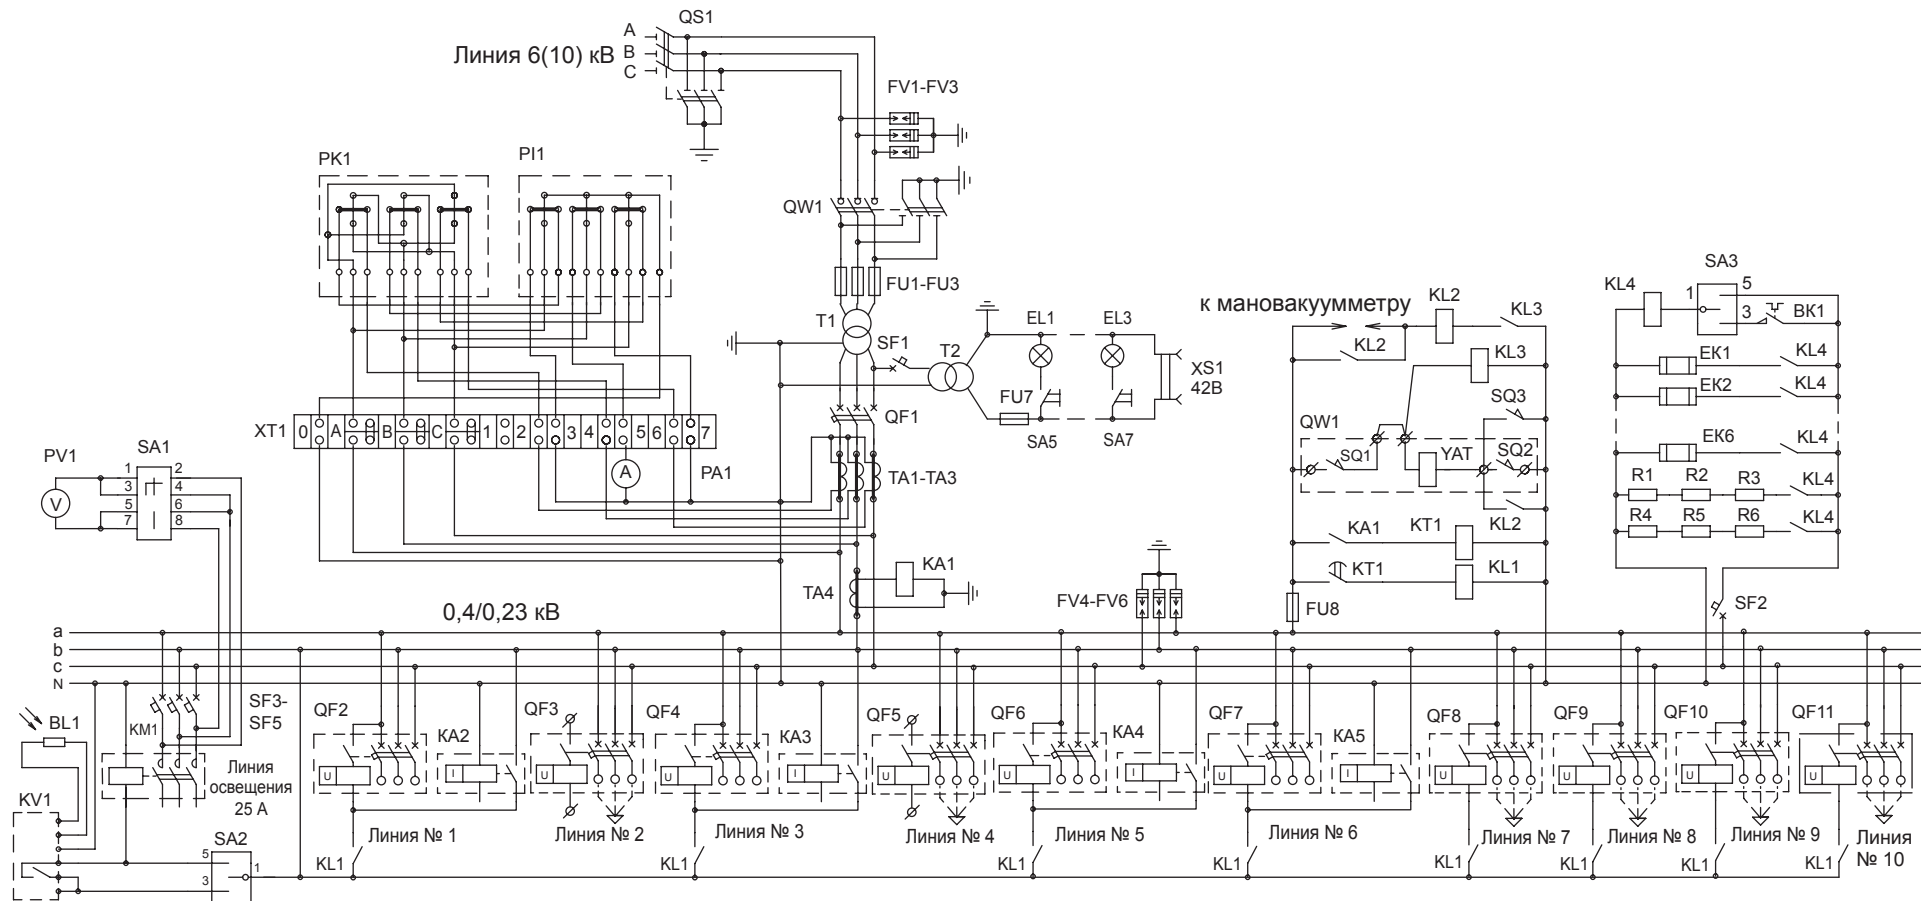 QS1
A
Линия 6(10) кВ B
C
FV1-FV3
PK1
PI1
QW1
FU1-FU3
T1
SF1
T2
EL1
EL3
XS1
42В
FU7
SA5
SA7
QF1
XT1 0 A B C 1 2 3 4 5 6 7
A
PA1
TA1-TA3
TA4
KA1
FV4-FV6
PV1
V
SA1
1 2
3 4
5 6
7 8
к мановакуумметру
KL2
KL3
KL2
KL3
SQ3
QW1
SQ1
YAT
SQ2
KL2
KA1
KT1
KT1
KL1
FU8
SA3
KL4
1
5
3
BK1
EK1
KL4
EK2
KL4
EK6
KL4
R1
R2
R3
KL4
R4
R5
R6
KL4
SF2
0,4/0,23 кВ
a
b
c
N
SF3-
SF5
BL1
KM1
Линия
освещения
25 А
KV1
SA2
5
3
1
QF2
U
KA2
I
QF3
U
QF4
U
KA3
I
QF5
U
QF6
U
KA4
I
QF7
U
KA5
I
QF8
U
QF9
U
QF10
U
QF11
U
Линия № 1
Линия № 2
Линия № 3
Линия № 4
Линия № 5
Линия № 6
Линия № 7
Линия № 8
Линия № 9
Линия
№ 10
KL1
KL1
KL1
KL1
KL1
KL1
KL1
KL1